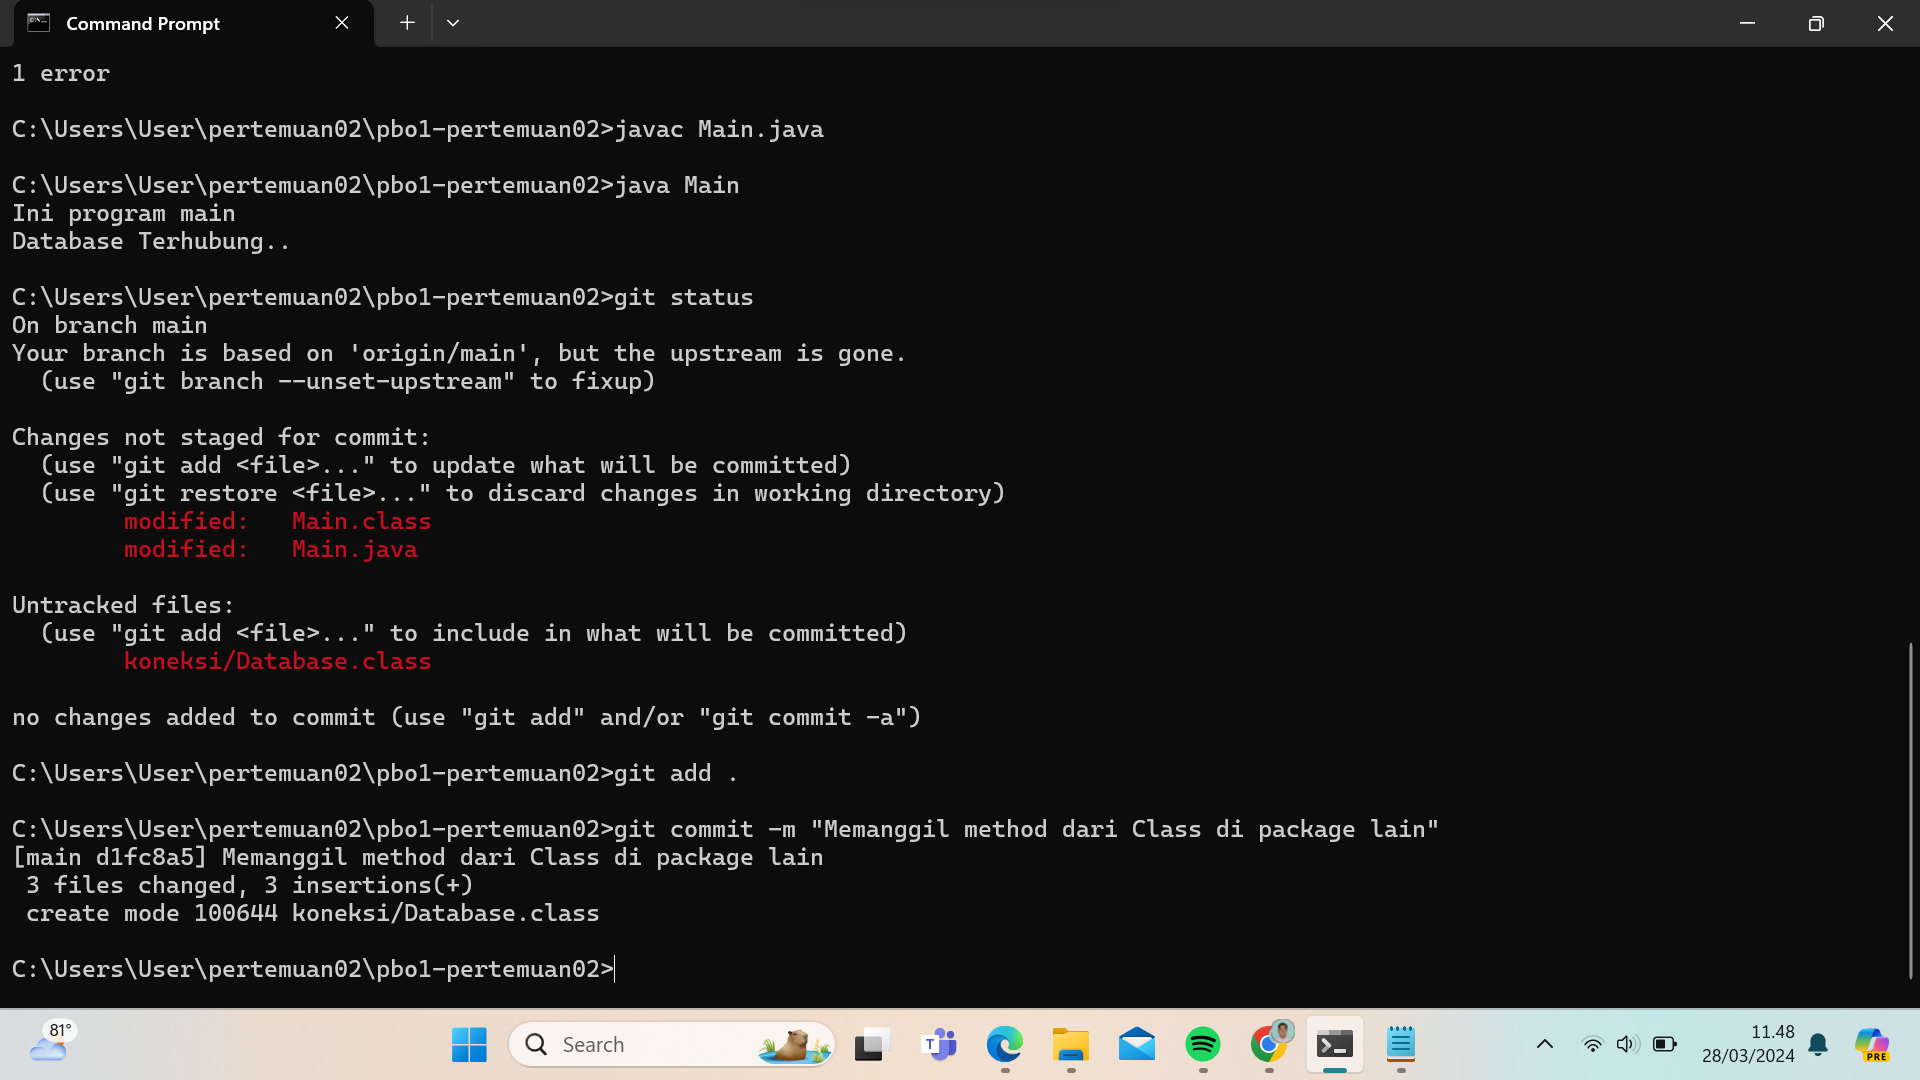 Command Prompt
1 error
C:\Users\User\pertemuan02\pbo1-pertemuan02>javac Main.java
C:\Users\User\pertemuan02\pbo1-pertemuan02>java Main
Ini program main
Database Terhubung..
C:\Users\User\pertemuan02\pbo1-pertemuan02>git status
On branch main
Your branch is based on 'origin/main', but the upstream is gone.
  (use "git branch --unset-upstream" to fixup)
Changes not staged for commit:
  (use "git add <file>..." to update what will be committed)
  (use "git restore <file>..." to discard changes in working directory)
        modified:   Main.class
        modified:   Main.java
Untracked files:
  (use "git add <file>..." to include in what will be committed)
        koneksi/Database.class
no changes added to commit (use "git add" and/or "git commit -a")
C:\Users\User\pertemuan02\pbo1-pertemuan02>git add .
C:\Users\User\pertemuan02\pbo1-pertemuan02>git commit -m "Memanggil method dari Class di package lain"
[main d1fc8a5] Memanggil method dari Class di package lain
 3 files changed, 3 insertions(+)
 create mode 100644 koneksi/Database.class
C:\Users\User\pertemuan02\pbo1-pertemuan02>
81°
Search
T
11.48
28/03/2024
PRE